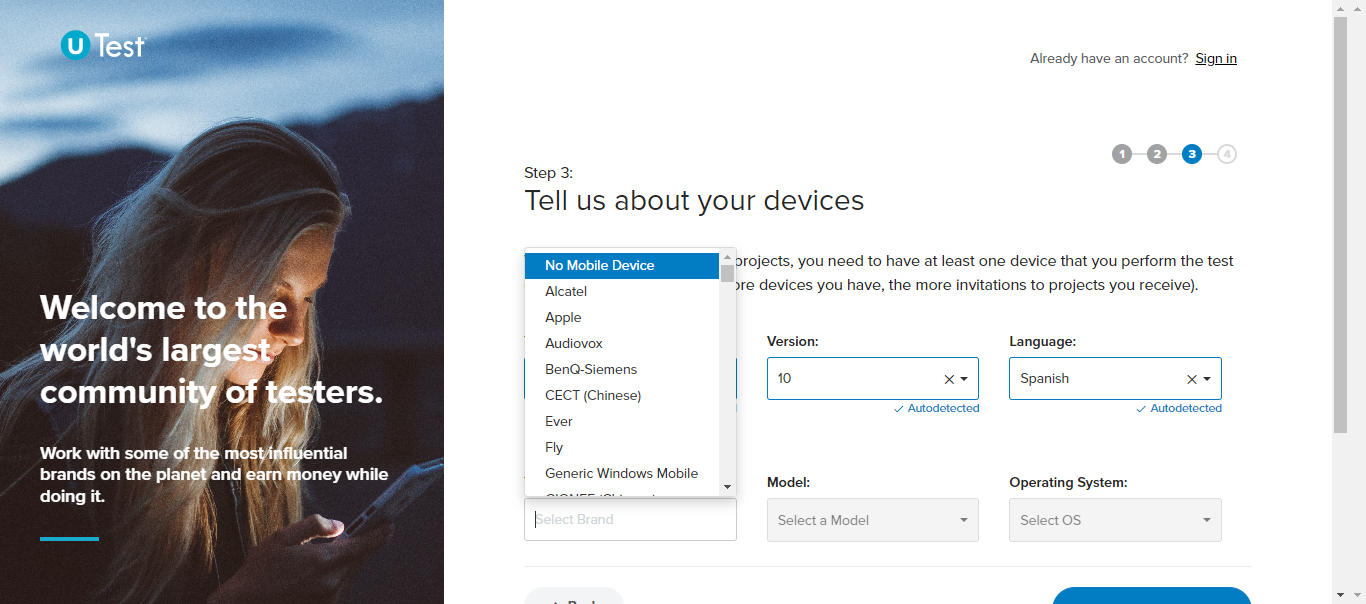 U Test
Already have an account? Sign in
1 2 3 4
Step 3:
Tell us about your devices
projects, you need to have at least one device that you perform the test
devices you have, the more invitations to projects you receive).
No Mobile Device
Alcatel
Apple
Audiovox
BenQ-Siemens
CECT (Chinese)
Ever
Fly
Generic Windows Mobile
Version:
Language:
10
Spanish
Autodetected
Autodetected
Model:
Operating System:
Select Brand
Select a Model
Select OS
Welcome to the
world's largest
community of testers.
Work with some of the most influential
brands on the planet and earn money while
doing it.